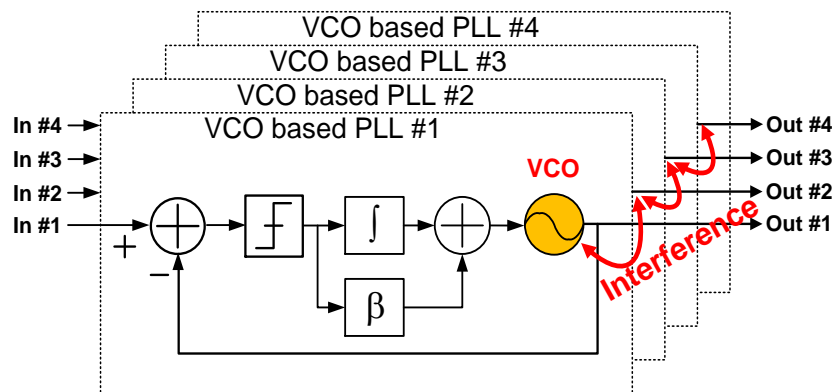 VCO based PLL #4
VCO based PLL #3
VCO based PLL #2
VCO based PLL #1
In #4
In #3
In #2
In #1
+
−
∫
β
+
VCO
Interference
Out #4
Out #3
Out #2
Out #1